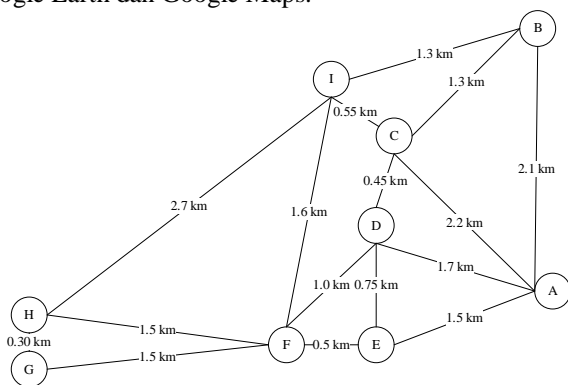 ogle Earth dan Google Maps.
B
1.3 km
I
1.3 km
0.55 km
C
2.1 km
0.45 km
2.7 km
1.6 km
D
2.2 km
1.7 km
1.0 km
0.75 km
A
H
1.5 km
1.5 km
0.30 km
F
0.5 km
E
1.5 km
G